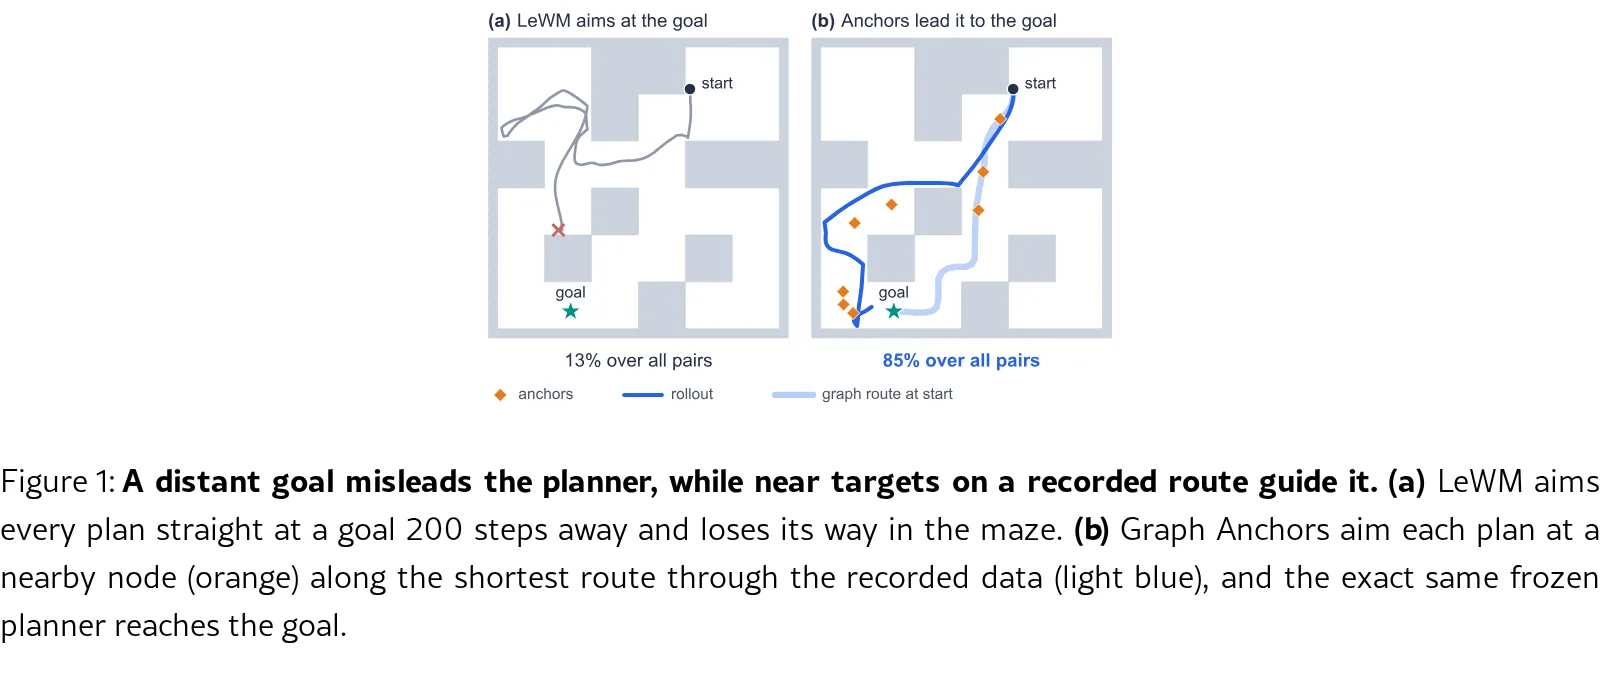 (a) LeWM aims at the goal
(b) Anchors lead it to the goal
start
start
goal
goal
13% over all pairs
85% over all pairs
anchors
rollout
graph route at start
Figure 1: A distant goal misleads the planner, while near targets on a recorded route guide it. (a) LeWM aims
every plan straight at a goal 200 steps away and loses its way in the maze. (b) Graph Anchors aim each plan at a
nearby node (orange) along the shortest route through the recorded data (light blue), and the exact same frozen
planner reaches the goal.